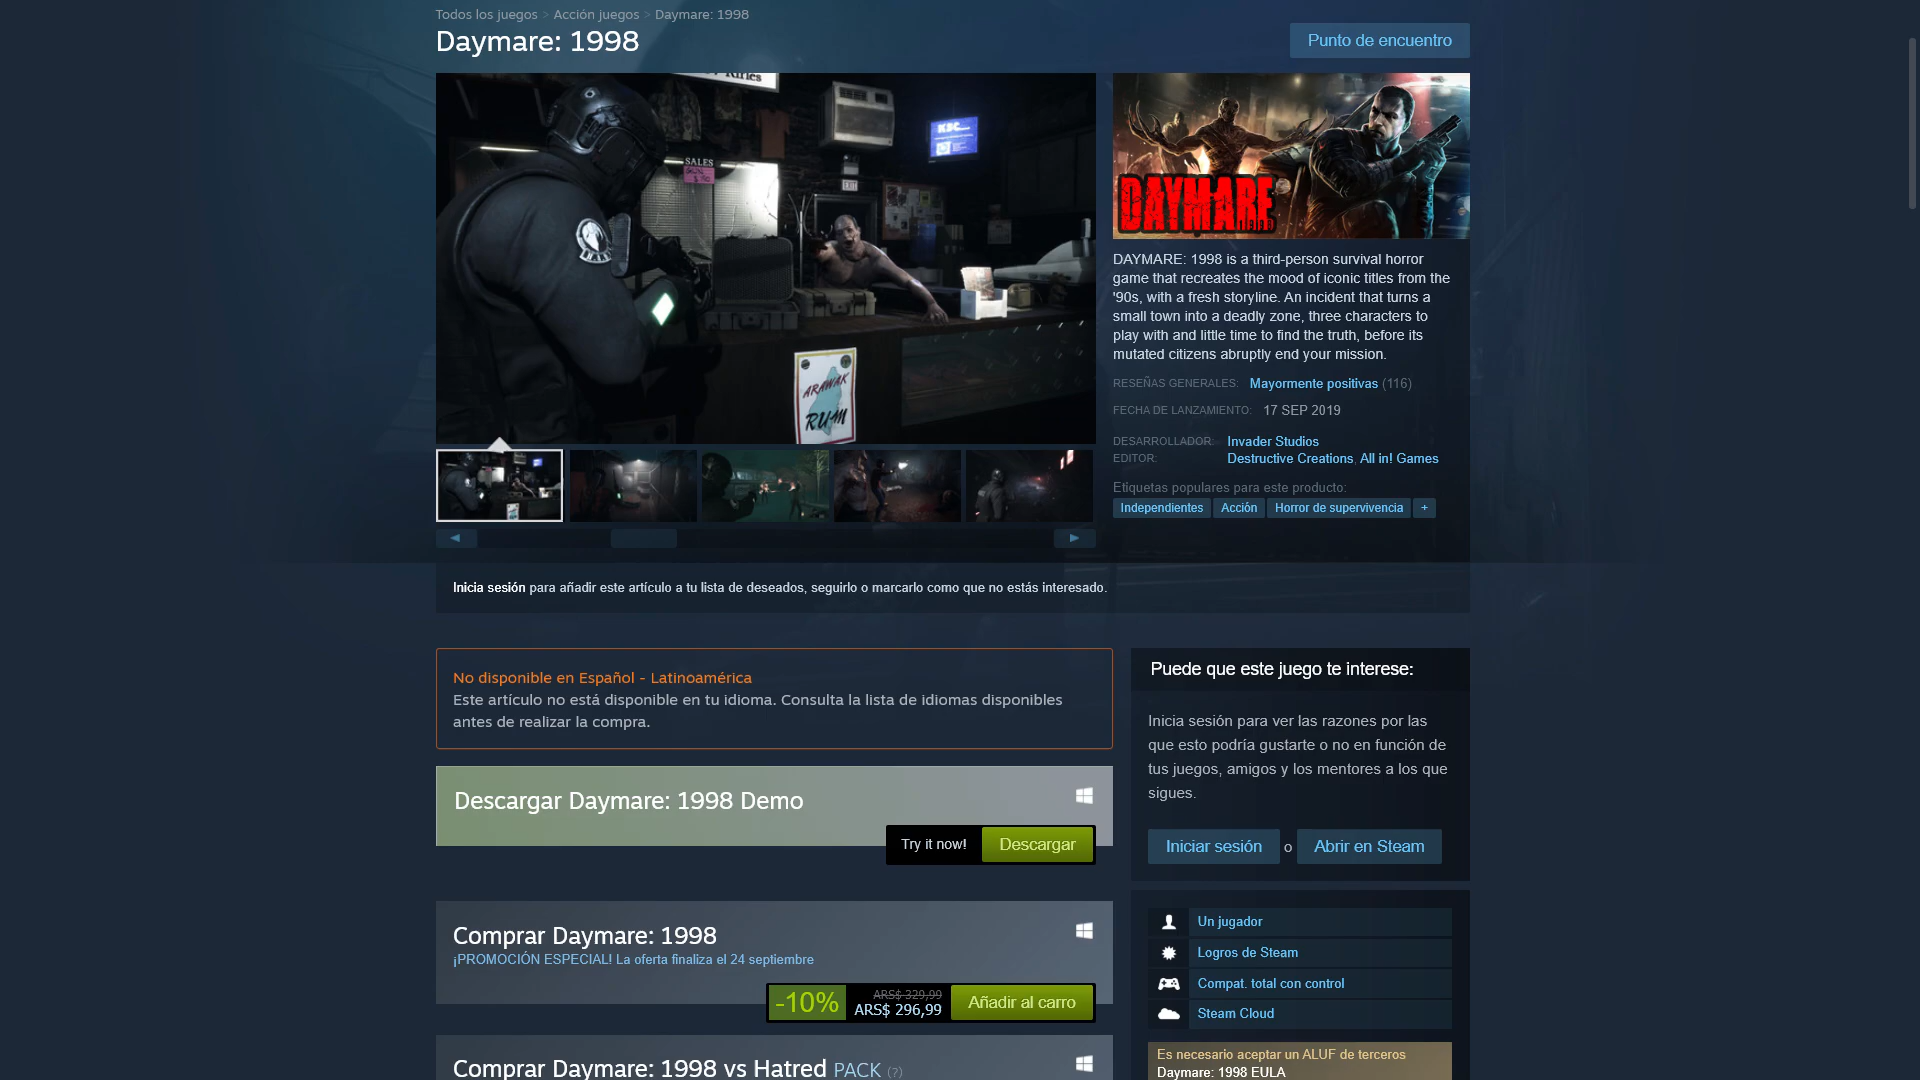 Todos los juegos > Acción juegos > Daymare: 1998
Daymare: 1998
Punto de encuentro
Rifles
SALES
EXIT
KBC
ARAWAK
RUM
DAYMARE
DAYMARE: 1998 is a third-person survival horror
game that recreates the mood of iconic titles from the
'90s, with a fresh storyline. An incident that turns a
small town into a deadly zone, three characters to
play with and little time to find the truth, before its
mutated citizens abruptly end your mission.
RESEÑAS GENERALES: Mayormente positivas (116)
FECHA DE LANZAMIENTO: 17 SEP 2019
DESARROLLADOR: Invader Studios
EDITOR: Destructive Creations, All in! Games
Etiquetas populares para este producto:
Independientes Acción Horror de supervivencia +
Inicia sesión para añadir este artículo a tu lista de deseados, seguirlo o marcarlo como que no estás interesado.
No disponible en Español - Latinoamérica
Este artículo no está disponible en tu idioma. Consulta la lista de idiomas disponibles
antes de realizar la compra.
Descargar Daymare: 1998 Demo
Try it now! Descargar
Comprar Daymare: 1998
¡PROMOCIÓN ESPECIAL! La oferta finaliza el 24 septiembre
-10% ARS$ 329,99 ARS$ 296,99 Añadir al carro
Comprar Daymare: 1998 vs Hatred PACK (?)
Puede que este juego te interese:
Inicia sesión para ver las razones por las
que esto podría gustarte o no en función de
tus juegos, amigos y los mentores a los que
sigues.
Iniciar sesión o Abrir en Steam
Un jugador
Logros de Steam
Compat. total con control
Steam Cloud
Es necesario aceptar un ALUF de terceros
Daymare: 1998 EULA